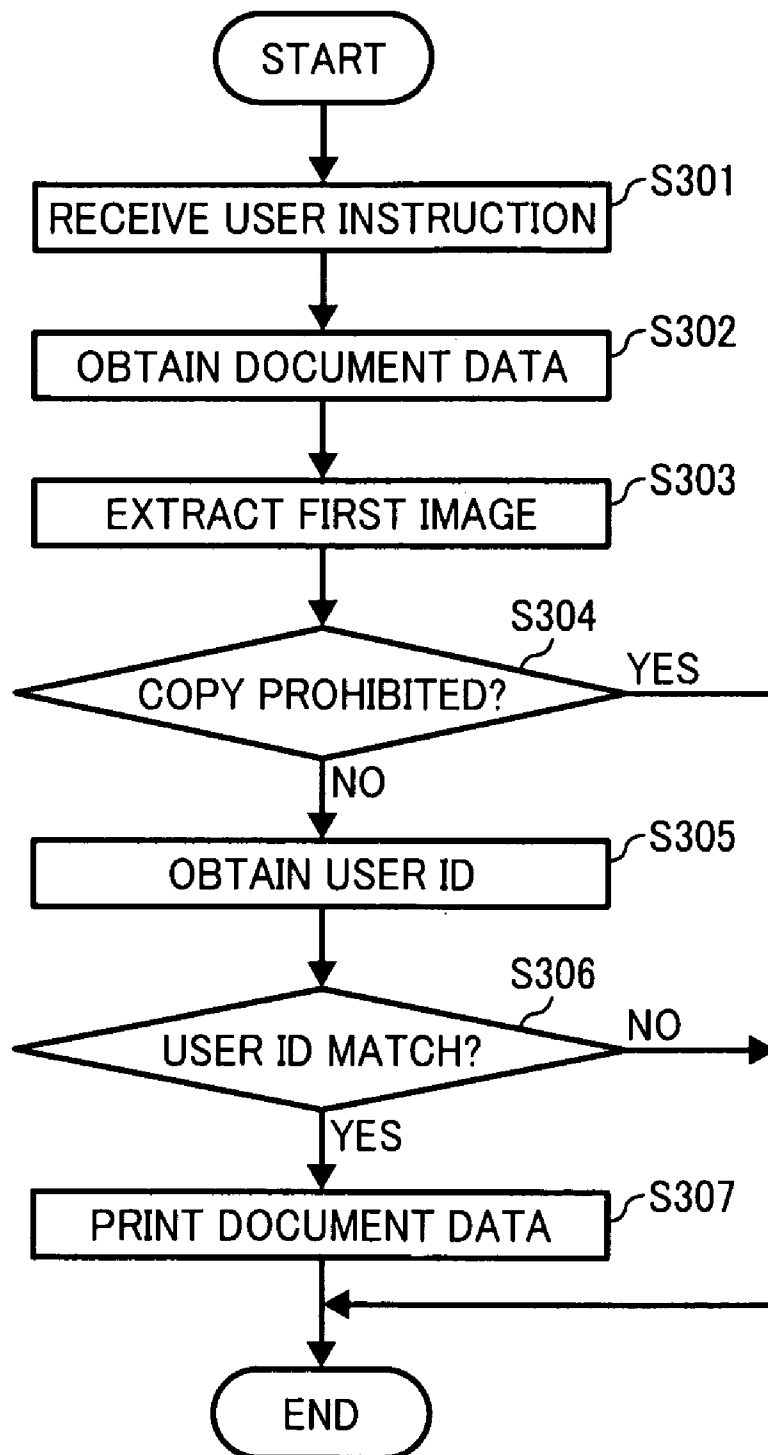 START
S301
RECEIVE USER INSTRUCTION
S302
OBTAIN DOCUMENT DATA
S303
EXTRACT FIRST IMAGE
S304
COPY PROHIBITED?
YES
NO
S305
OBTAIN USER ID
S306
USER ID MATCH?
NO
YES
S307
PRINT DOCUMENT DATA
END